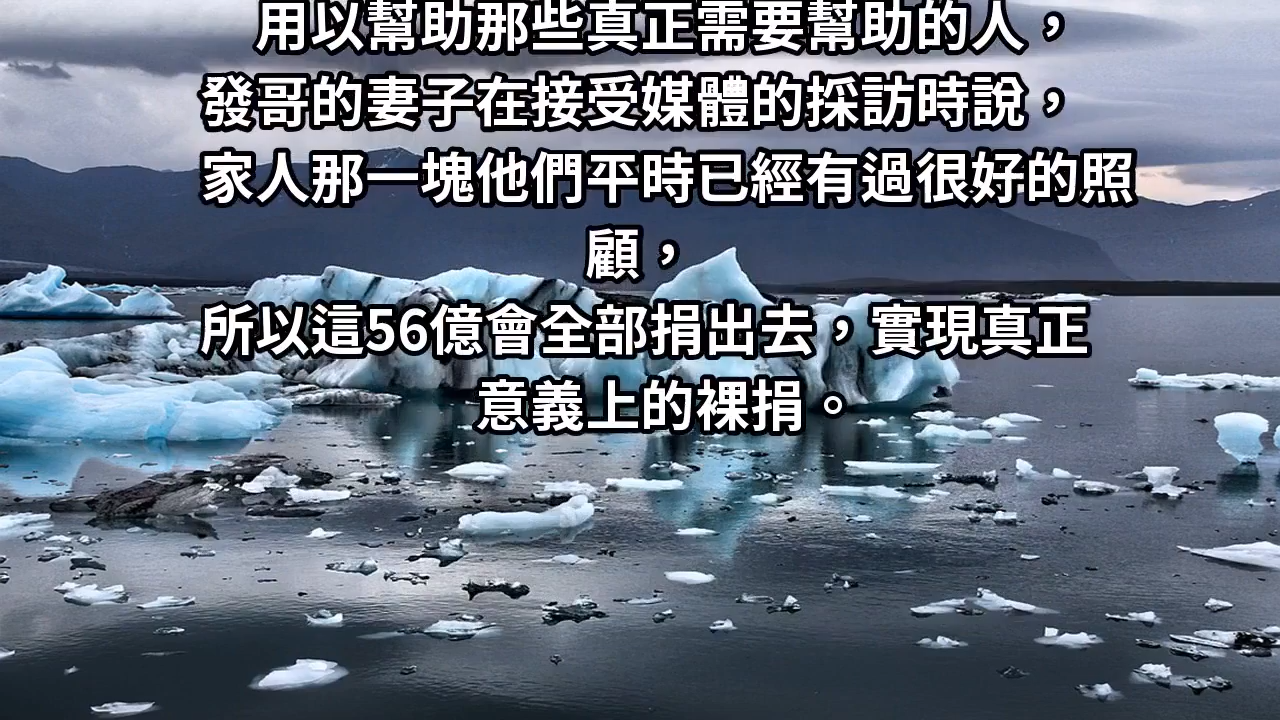 用以幫助那些真正需要幫助的人，
發哥的妻子在接受媒體的採訪時說，
家人那一塊他們平時已經有過很好的照
顧，
所以這56億會全部捐出去，實現真正
意義上的裸捐。